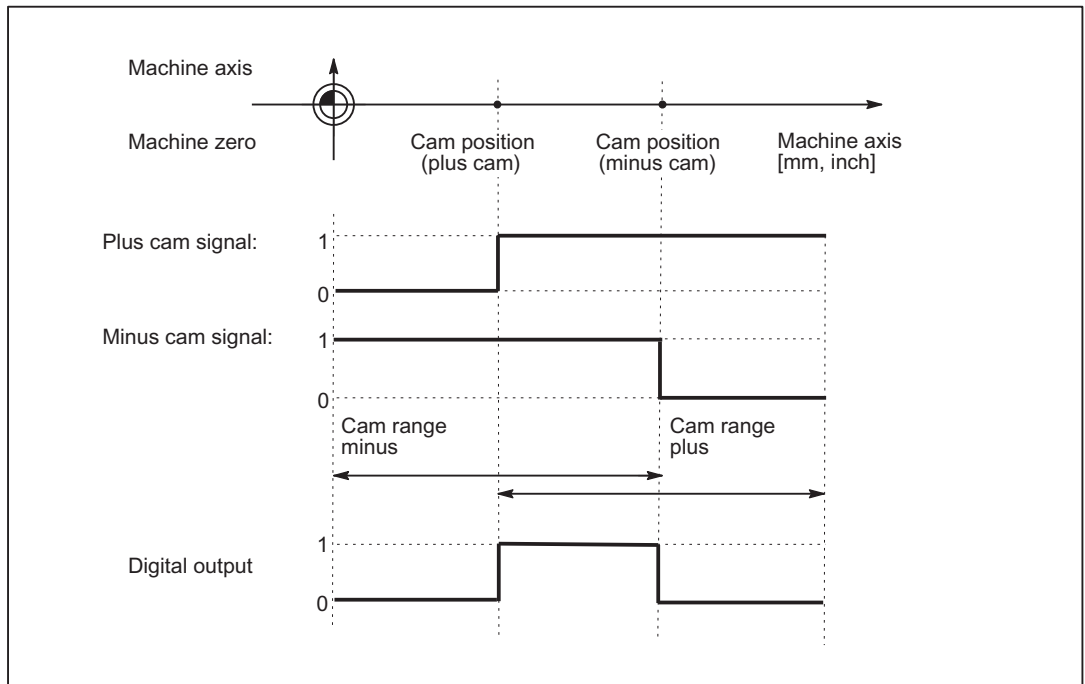 Machine axis
Machine zero
Cam position
(plus cam)
Cam position
(minus cam)
Machine axis
[mm, inch]
Plus cam signal:
1
0
Minus cam signal:
1
0
Cam range
minus
Cam range
plus
Digital output
1
0